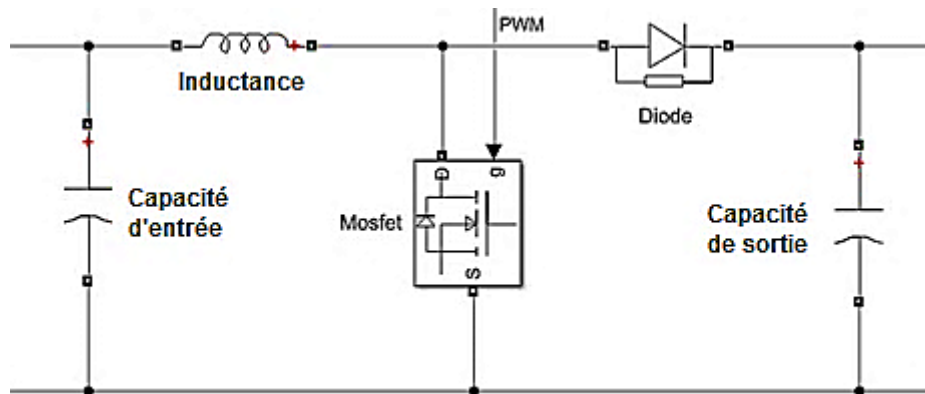 PWM
Inductance
Diode
D
g
Capacité
d'entrée
Mosfet
S
Capacité
de sortie